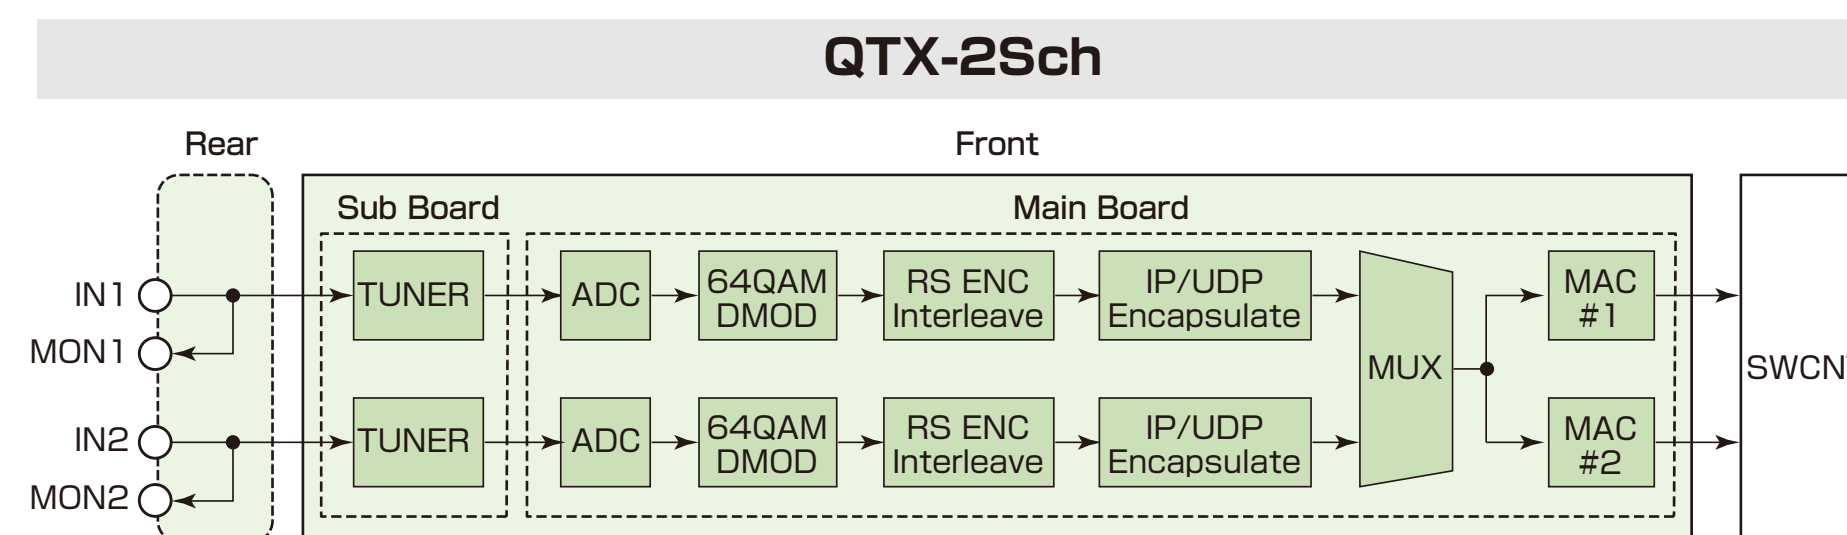 QTX-2Sch
Rear
Front
Sub Board
Main Board
IN1
MON1
IN2
MON2
TUNER
ADC
64QAM
DMOD
RS ENC
Interleave
IP/UDP
Encapsulate
MAC
#1
MUX
TUNER
ADC
64QAM
DMOD
RS ENC
Interleave
IP/UDP
Encapsulate
MAC
#2